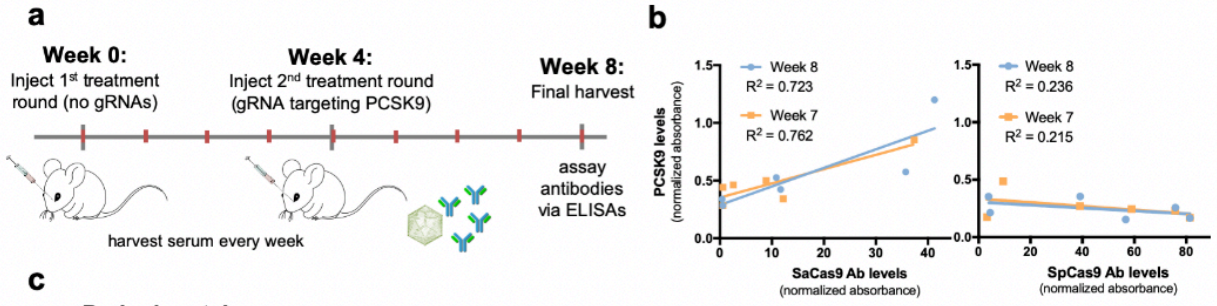 a
Week 0:
Inject 1st treatment
round (no gRNAs)
Week 4:
Inject 2nd treatment round
(gRNA targeting PCSK9)
Week 8:
Final harvest
harvest serum every week
assay
antibodies
via ELISAs
b
PCSK9 levels
(normalized absorbance)
1.5
1.0
0.5
0.0
Week 8
R² = 0.723
Week 7
R² = 0.762
0 10 20 30 40
SaCas9 Ab levels
(normalized absorbance)
1.5
1.0
0.5
0.0
Week 8
R² = 0.236
Week 7
R² = 0.215
0 20 40 60 80
SpCas9 Ab levels
(normalized absorbance)
c